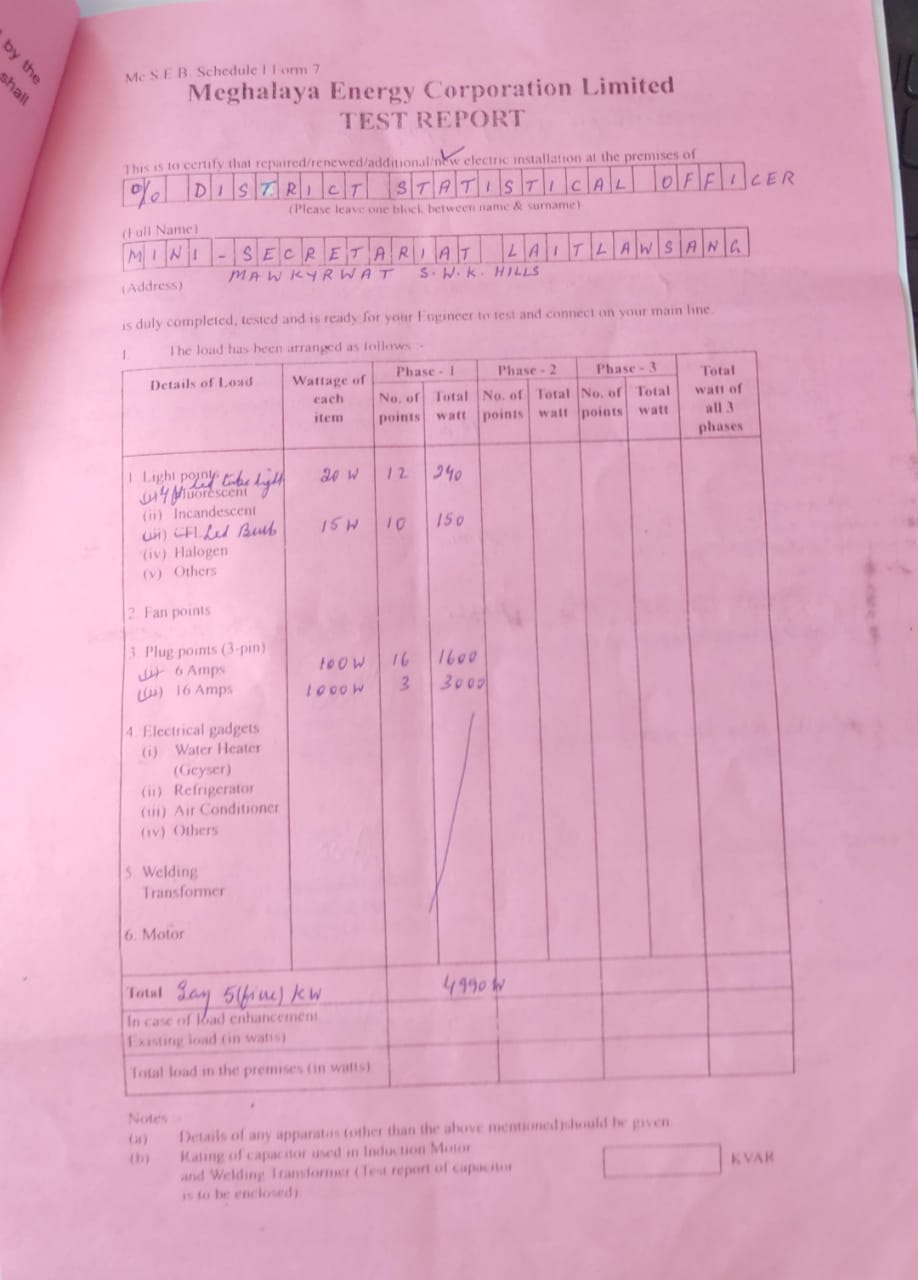 by the
shall
Me S.E.B. Schedule I Form 7
Meghalaya Energy Corporation Limited
TEST REPORT
This is to certify that repaired/renewed/additional/new electric installation at the premises of
O/o DISTRICT STATISTICAL OFFICER
(Please leave one block between name & surname)
(Full Name)
MINI-SECRETARIAT LAITLAWSANG
MAWKYRWAT S.W.K. HILLS
(Address)
is duly completed, tested and is ready for your Engineer to test and connect on your main line.
1. The load has been arranged as follows :-
Details of Load Wattage of each item Phase - 1 Phase - 2 Phase - 3 Total watt of all 3 phases
No. of points Total watt No. of points Total watt No. of points Total watt
1. Light points
(i) 4 ft led tube light Fluorescent 20 W 12 240
(ii) Incandescent
(iii) CFL Led Bulb 15 W 10 150
(iv) Halogen
(v) Others
2. Fan points
3. Plug points (3-pin)
(i) 6 Amps 100 W 16 1600
(ii) 16 Amps 1000 W 3 3000
4. Electrical gadgets
(i) Water Heater
(Geyser)
(ii) Refrigerator
(iii) Air Conditioner
(iv) Others
5. Welding
Transformer
6. Motor
Total Say 5 (five) KW 4990 W
In case of load enhancement
Existing load (in watts)
Total load in the premises (in watts)
Notes :-
(a) Details of any apparatus (other than the above mentioned) should be given
(b) Rating of capacitor used in Induction Motor
and Welding Transformer (Test report of capacitor KVAR
is to be enclosed)